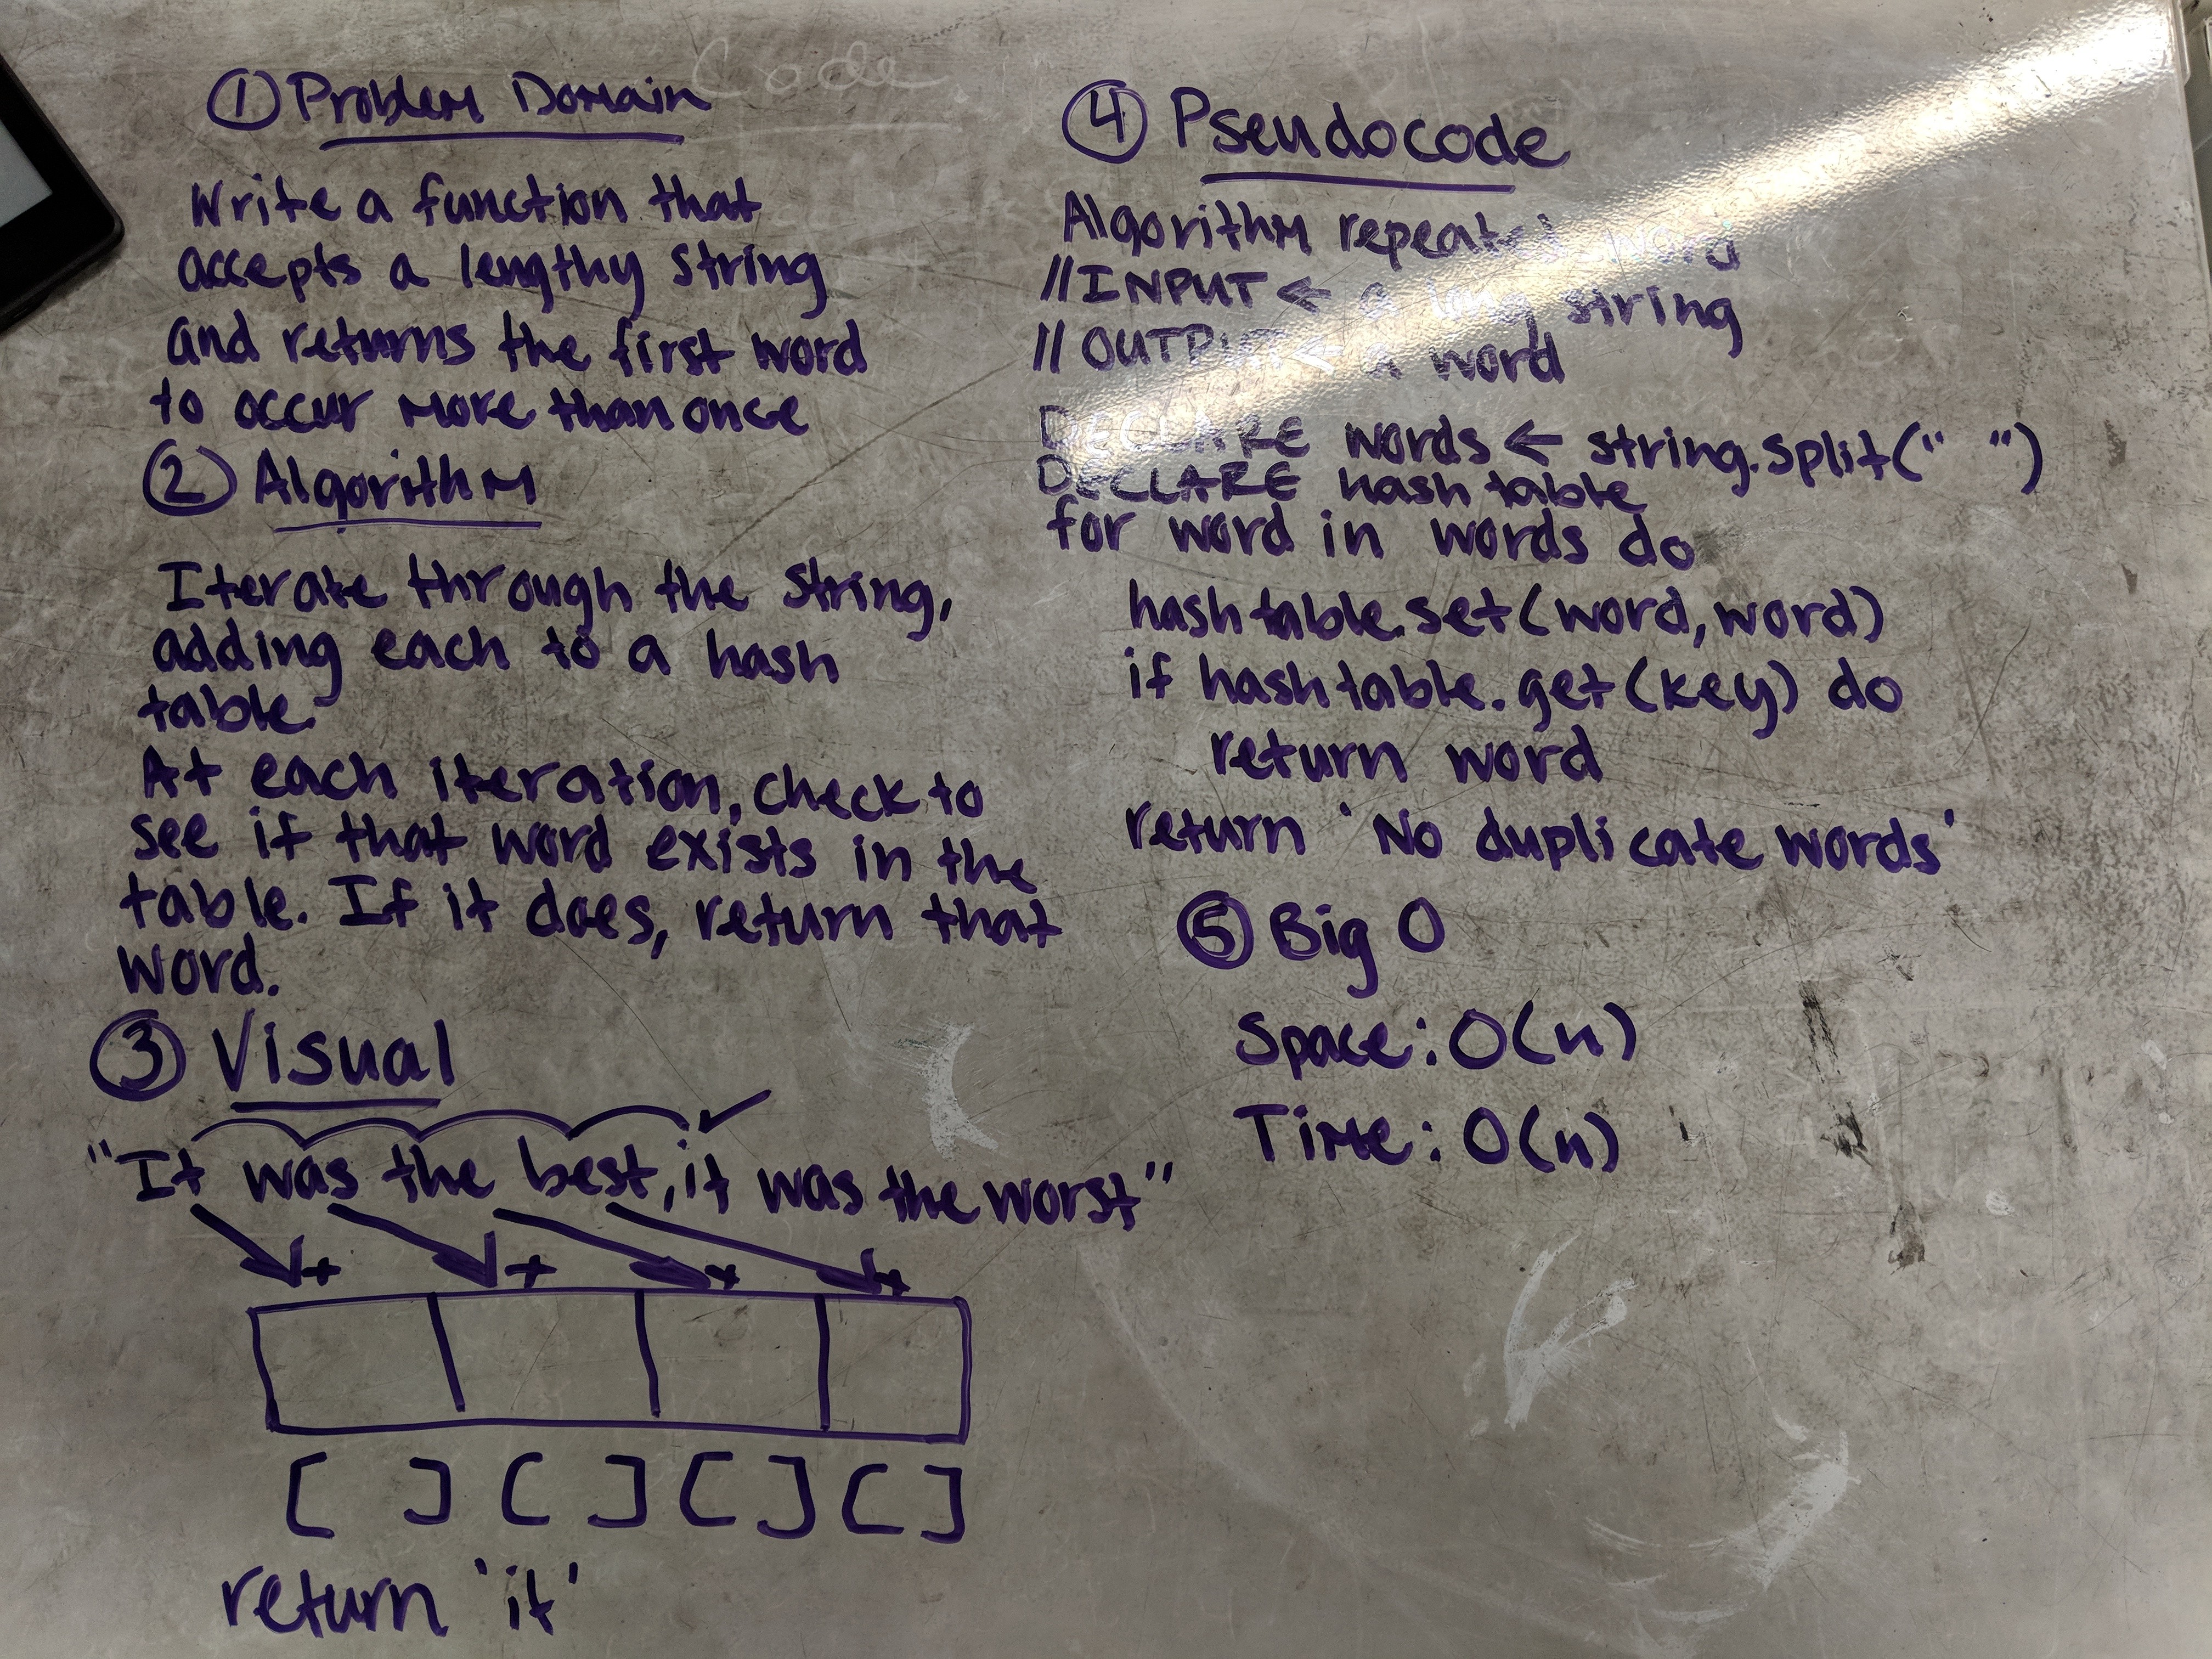 Code
① Problem Domain
Write a function that
accepts a lengthy string
and returns the first word
to occur more than once
② Algorithm
Iterate through the string,
adding each to a hash
table.
At each iteration, check to
see if that word exists in the
table. If it does, return that
word.
③ Visual
"It was the best, it was the worst"
+ + + +
[ ] [ ] [ ] [ ]
return 'it'
④ Pseudocode
Algorithm repeated word
//INPUT ← a long string
// OUTPUT ← a word
DECLARE words ← string.split(" ")
DECLARE hash table
for word in words do
hash table.set(word, word)
if hash table.get(key) do
return word
return 'No duplicate words'
⑤ Big O
Space: O(n)
Time: O(n)